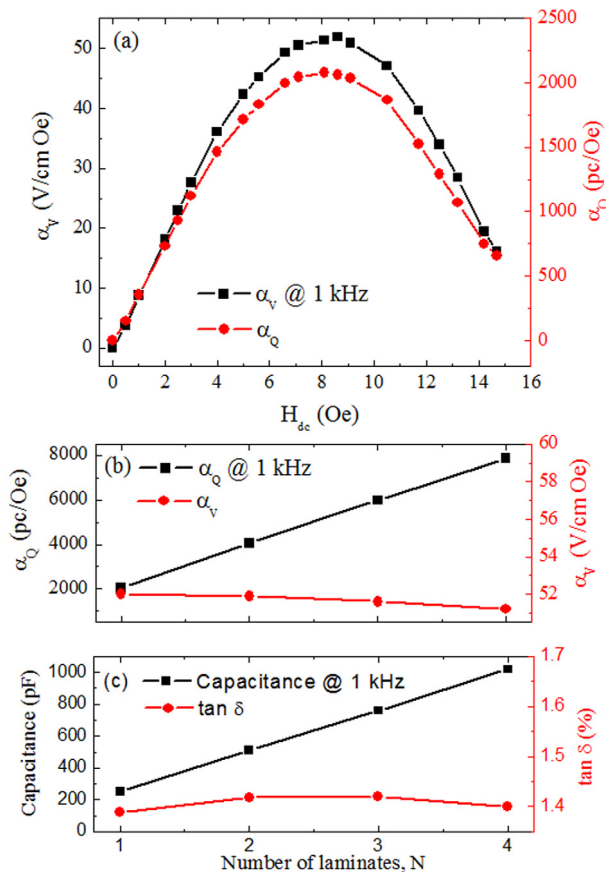 (a)
α_V (V/cm Oe)
50
40
30
20
10
0
2500
2000
1500
1000
500
0
α_Q (pc/Oe)
α_V @ 1 kHz
α_Q
0 2 4 6 8 10 12 14 16
H_dc (Oe)
(b)
α_Q (pc/Oe)
8000
6000
4000
2000
α_Q @ 1 kHz
α_V
60
58
56
54
52
α_V (V/cm Oe)
(c)
Capacitance (pF)
1000
800
600
400
200
0
Capacitance @ 1 kHz
tan δ
1.7
1.6
1.5
1.4
tan δ (%)
1 2 3 4
Number of laminates, N